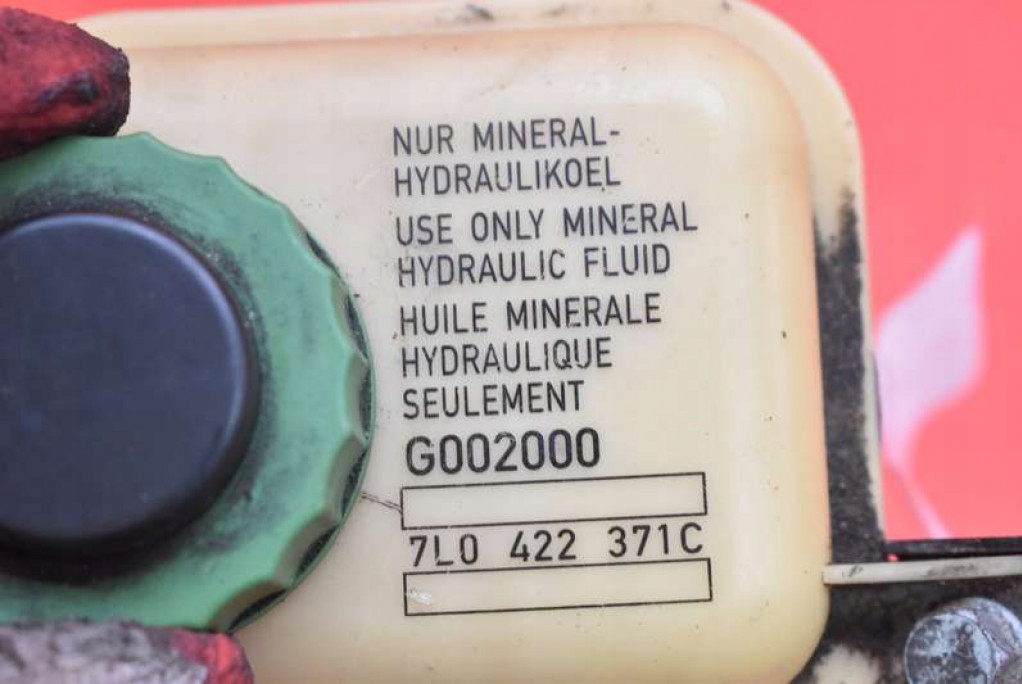 NUR MINERAL-
HYDRAULIKOEL
USE ONLY MINERAL
HYDRAULIC FLUID
HUILE MINERALE
HYDRAULIQUE
SEULEMENT
G002000
7L0 422 371C